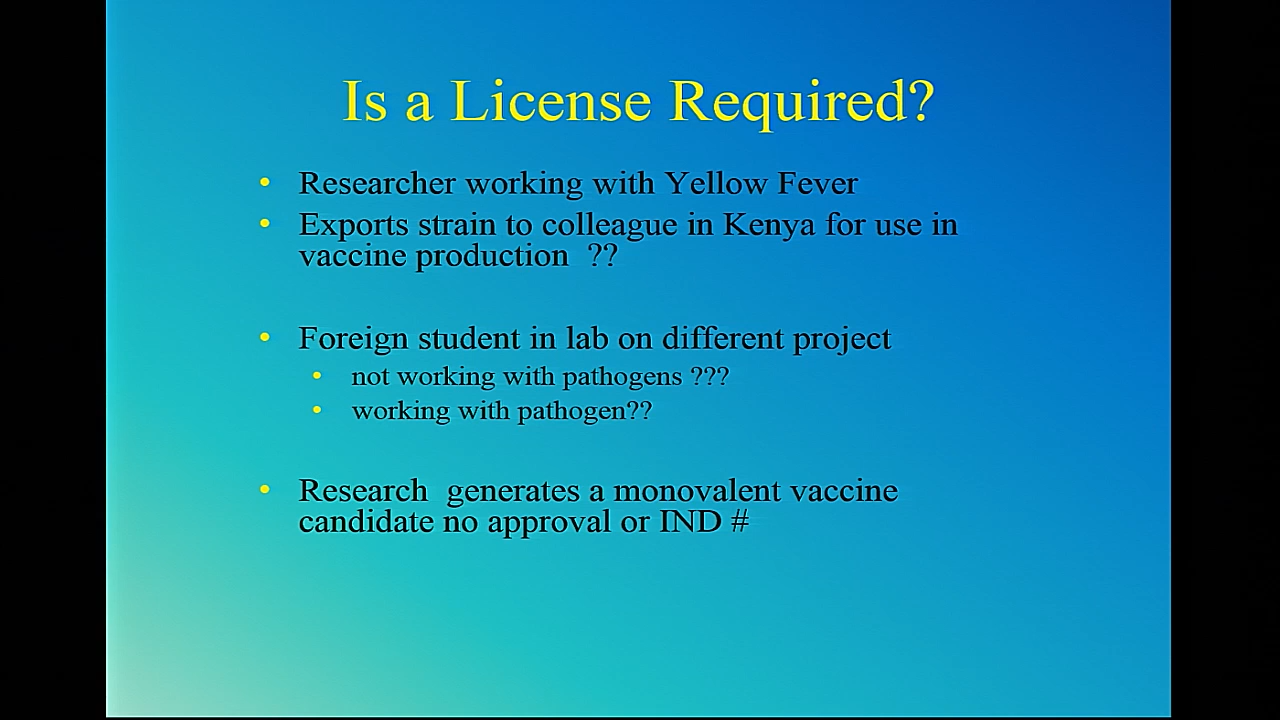 Is a License Required?
• Researcher working with Yellow Fever
• Exports strain to colleague in Kenya for use in
vaccine production ??
• Foreign student in lab on different project
• not working with pathogens ???
• working with pathogen??
• Research generates a monovalent vaccine
candidate no approval or IND #